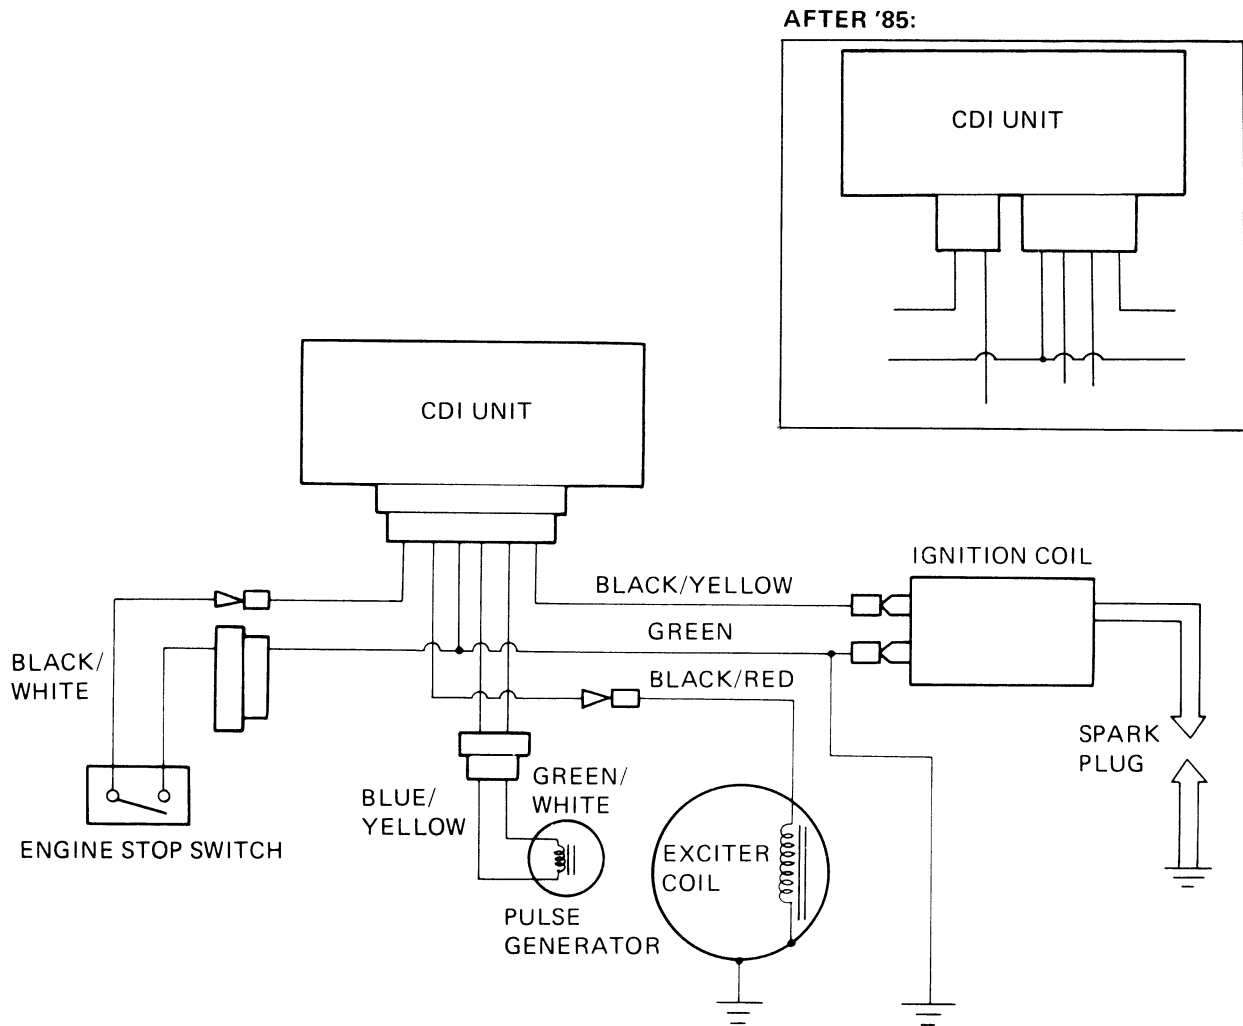 AFTER '85:
CDI UNIT
CDI UNIT
IGNITION COIL
BLACK/YELLOW
GREEN
BLACK/
WHITE
BLACK/RED
SPARK
PLUG
GREEN/
WHITE
BLUE/
YELLOW
ENGINE STOP SWITCH
EXCITER
COIL
PULSE
GENERATOR